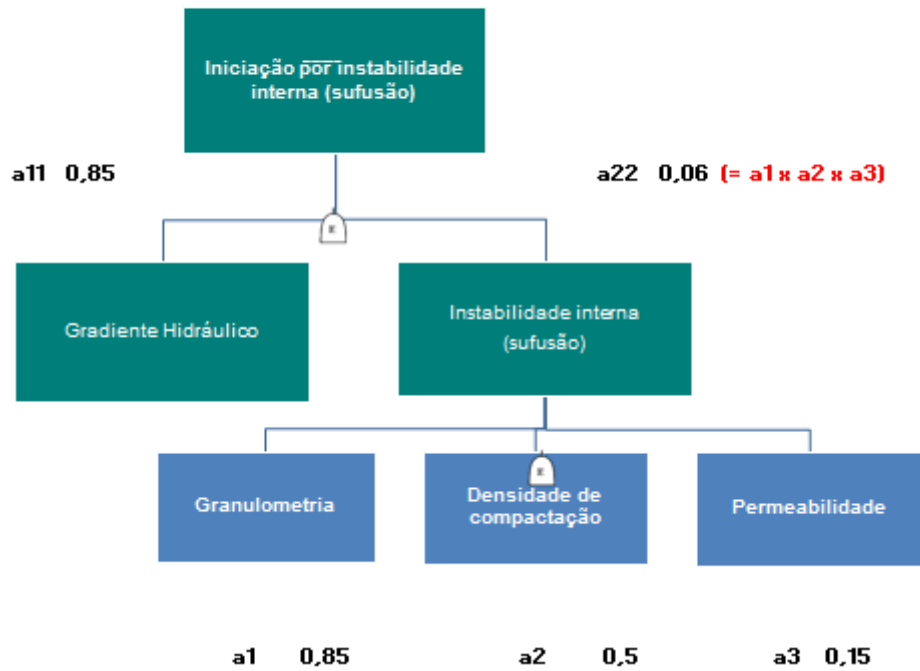 Iniciação por instabilidade
interna (sufusão)
a11 0,85
a22 0,06 (= a1 x a2 x a3)
E
Gradiente Hidráulico
Instabilidade interna
(sufusão)
E
Granulometria
Densidade de
compactação
Permeabilidade
a1 0,85
a2 0,5
a3 0,15